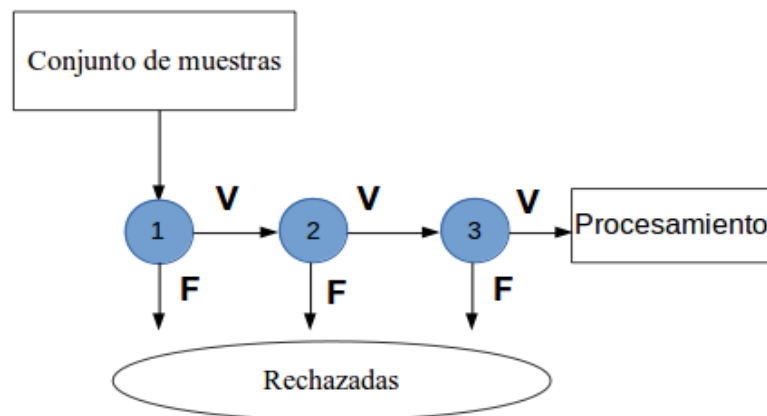 Conjunto de muestras
V
V
V
1
2
3
Procesamiento
F
F
F
Rechazadas